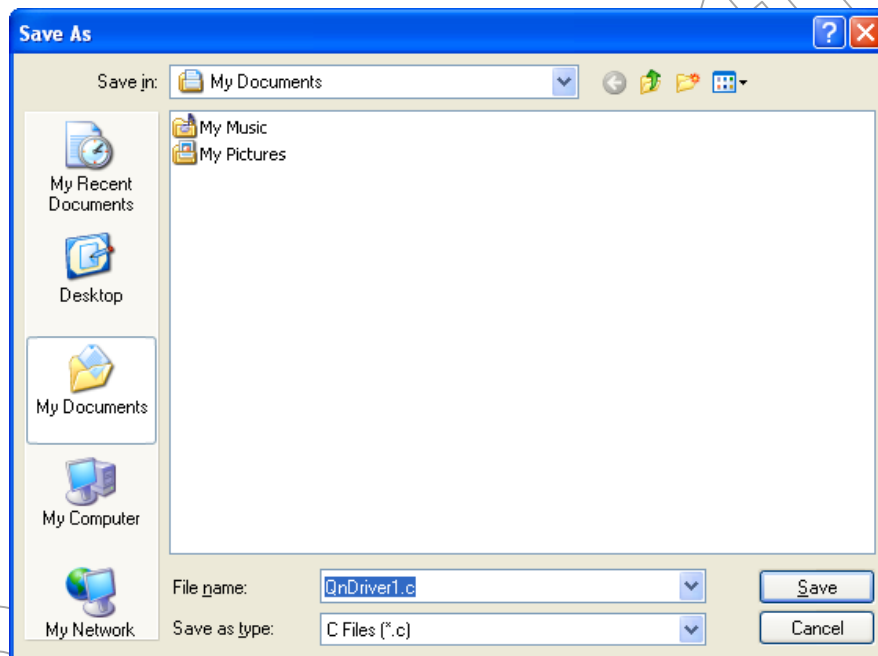 Save As
Save in: My Documents
My Music
My Pictures
My Recent
Documents
Desktop
My Documents
My Computer
My Network
File name: QnDriver1.c
Save
Save as type: C Files (*.c)
Cancel